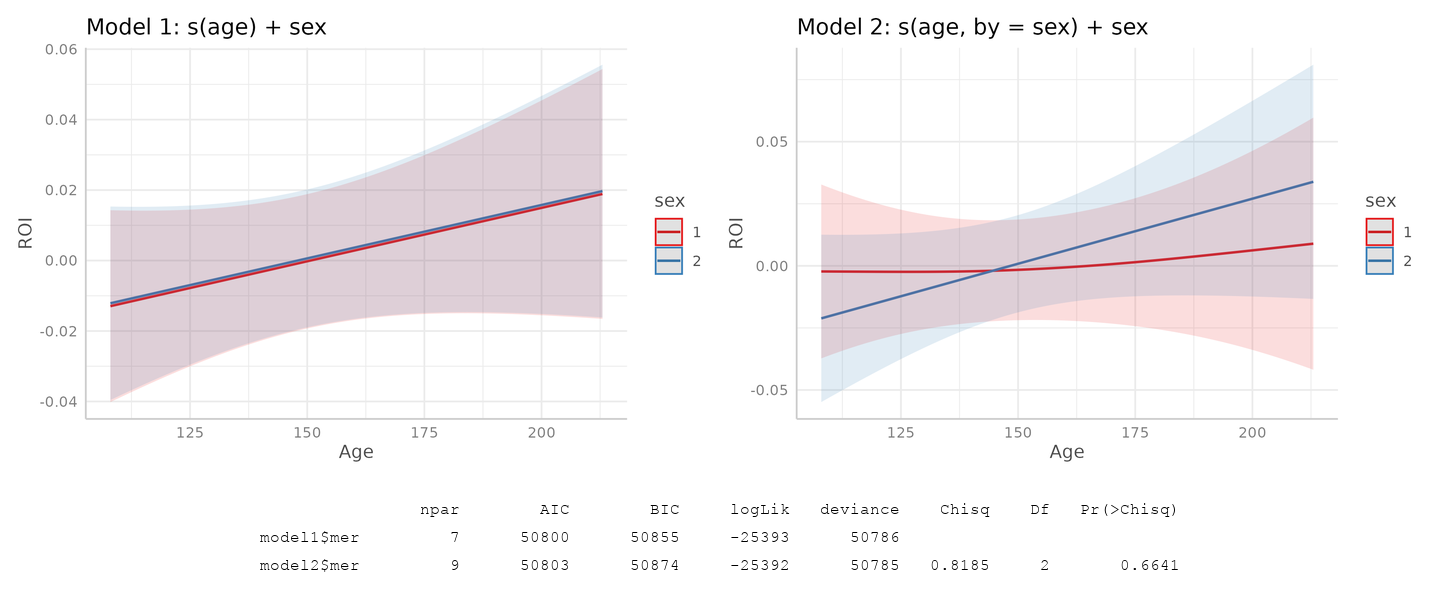 Model 1: s(age) + sex
0.06
0.04
0.02
0.00
-0.02
-0.04
ROI
125 150 175 200
Age
sex
1
2
Model 2: s(age, by = sex) + sex
0.05
0.00
-0.05
ROI
125 150 175 200
Age
sex
1
2
npar AIC BIC logLik deviance Chisq Df Pr(>Chisq)
model1$mer 7 50800 50855 -25393 50786
model2$mer 9 50803 50874 -25392 50785 0.8185 2 0.6641